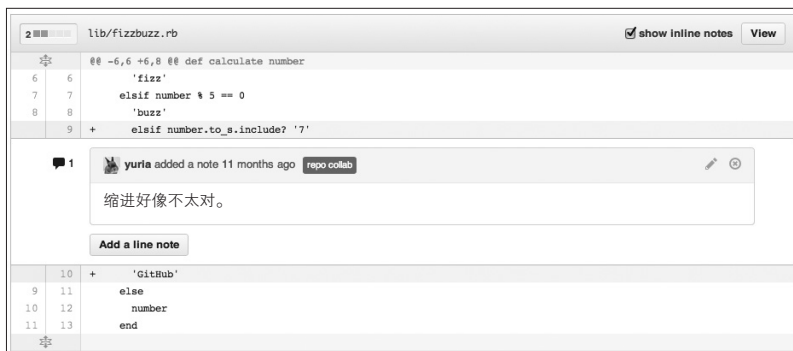 2 lib/fizzbuzz.rb show inline notes View
@@ -6,6 +6,8 @@ def calculate number
6 6 'fizz'
7 7 elsif number % 5 == 0
8 8 'buzz'
9 + elsif number.to_s.include? '7'
1 yuria added a note 11 months ago repo collab
缩进好像不太对。
Add a line note
10 + 'GitHub'
9 11 else
10 12 number
11 13 end